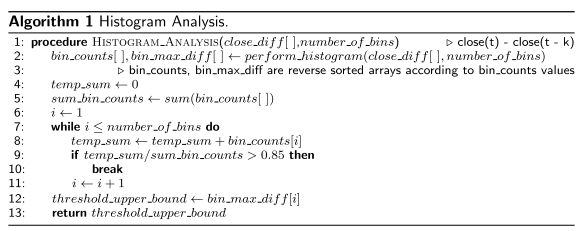 Algorithm 1 Histogram Analysis.
1: procedure HISTOGRAM_ANALYSIS(close_diff[ ],number_of_bins) ▷ close(t) - close(t - k)
2: bin_counts[ ],bin_max_diff[ ] ← perform_histogram(close_diff[ ], number_of_bins)
3: ▷ bin_counts, bin_max_diff are reverse sorted arrays according to bin_counts values
4: temp_sum ← 0
5: sum_bin_counts ← sum(bin_counts[ ])
6: i ← 1
7: while i ≤ number_of_bins do
8: temp_sum ← temp_sum + bin_counts[i]
9: if temp_sum/sum_bin_counts > 0.85 then
10: break
11: i ← i + 1
12: threshold_upper_bound ← bin_max_diff[i]
13: return threshold_upper_bound